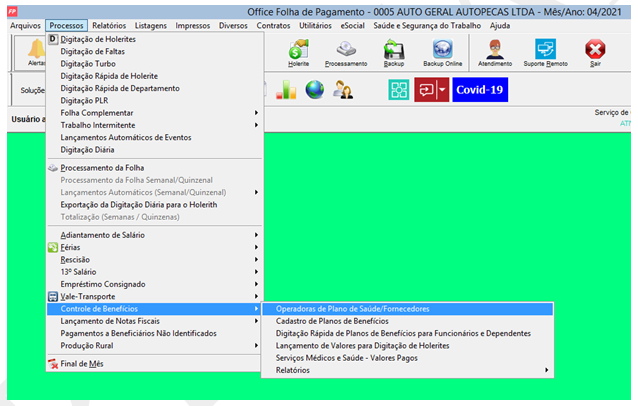 FP Office Folha de Pagamento - 0005 AUTO GERAL AUTOPECAS LTDA - Mês/Ano: 04/2021
Arquivos Processos Relatórios Listagens Impressos Diversos Contratos Utilitários eSocial Saúde e Segurança do Trabalho Ajuda
D Digitação de Holerites
Digitação de Faltas
Digitação Turbo
Digitação Rápida de Holerite
Digitação Rápida de Departamento
Digitação PLR
Folha Complementar
Trabalho Intermitente
Lançamentos Automáticos de Eventos
Digitação Diária
Processamento da Folha
Processamento da Folha Semanal/Quinzenal
Lançamentos Automáticos (Semanal/Quinzenal)
Exportação da Digitação Diária para o Holerith
Totalização (Semanas / Quinzenas)
Adiantamento de Salário
Férias
Rescisão
13º Salário
Empréstimo Consignado
Vale-Transporte
Controle de Benefícios
Lançamento de Notas Fiscais
Pagamentos a Beneficiários Não Identificados
Produção Rural
Final de Mês
Operadoras de Plano de Saúde/Fornecedores
Cadastro de Planos de Benefícios
Digitação Rápida de Planos de Benefícios para Funcionários e Dependentes
Lançamento de Valores para Digitação de Holerites
Serviços Médicos e Saúde - Valores Pagos
Relatórios
Alertas Holerite Processamento Backup Backup Online Atendimento Suporte Remoto Sair
Soluçõe Covid-19
Usuário a Serviço de